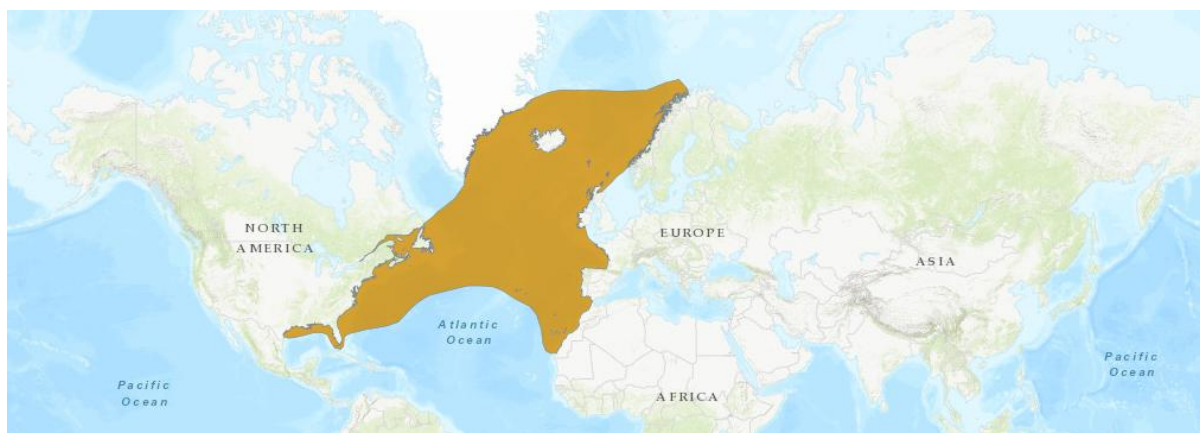 NORTH
AMERICA
EUROPE
ASIA
Atlantic
Ocean
Pacific
Ocean
Pacific
Ocean
AFRICA